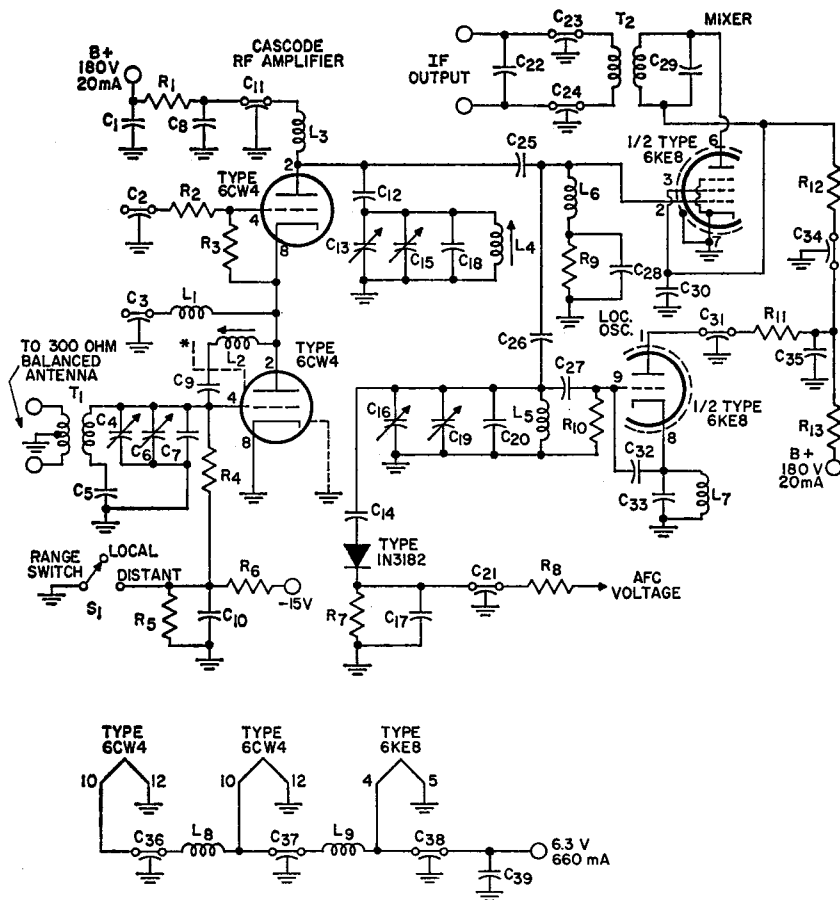 B+
180V
20mA
CASCODE
RF AMPLIFIER
C23
T2
MIXER
IF
OUTPUT
C22
C24
C29
R1
C11
C1
C8
L3
2
TYPE
6CW4
C25
1/2 TYPE
6KE8
6
3
2
7
R12
C2
R2
4
R3
8
C12
C13
C15
C18
L4
L6
R9
C28
C30
C34
C3
L1
TO 300 OHM
BALANCED
ANTENNA
*
L2
TYPE
6CW4
2
C9
4
8
C26
LOC.
OSC.
1
C31
R11
C35
T1
C4
C6
C7
C5
R4
C16
C19
C20
L5
C27
9
R10
1/2 TYPE
6KE8
8
C32
C33
L7
R13
B+
180V
20mA
C14
RANGE
SWITCH
LOCAL
DISTANT
S1
R6
-15V
R5
C10
TYPE
1N3182
C21
R8
AFC
VOLTAGE
R7
C17
TYPE
6CW4
TYPE
6CW4
TYPE
6KE8
10
12
10
12
4
5
C36
L8
C37
L9
C38
6.3 V
660 mA
C39